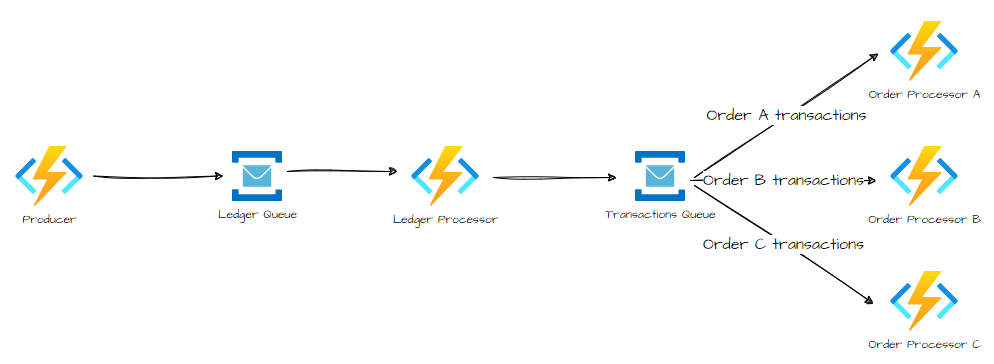 Order Processor A
Order A transactions
Order B transactions
Producer
Ledger Queue
Ledger Processor
Transactions Queue
Order Processor B
Order C transactions
Order Processor C